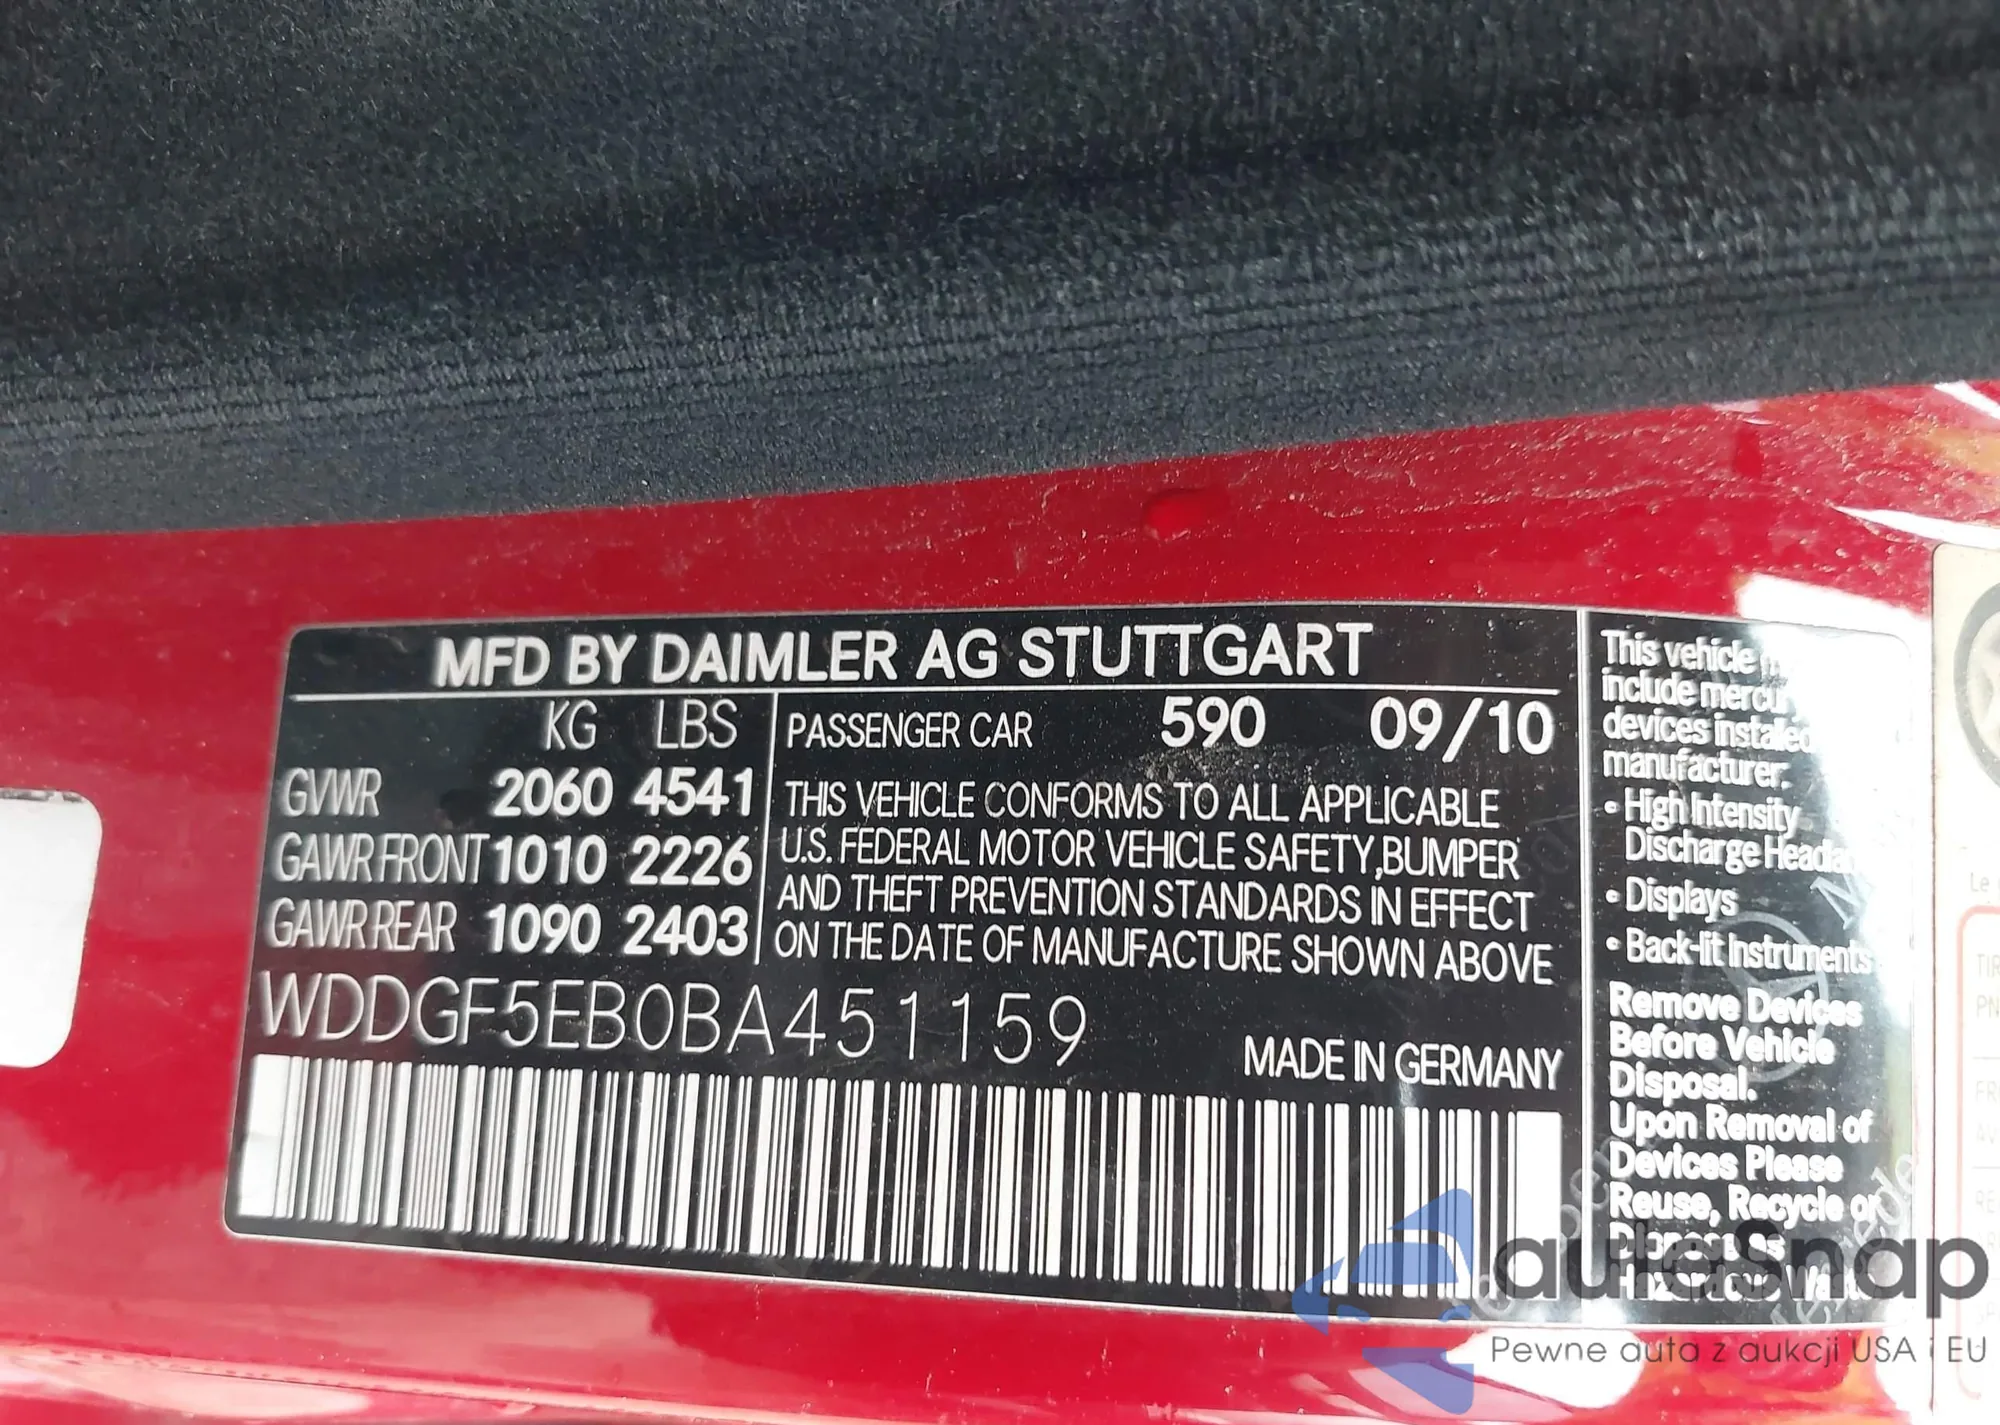 MFD BY DAIMLER AG STUTTGART
KG LBS
GVWR 2060 4541
GAWR FRONT 1010 2226
GAWR REAR 1090 2403
PASSENGER CAR 590 09/10
THIS VEHICLE CONFORMS TO ALL APPLICABLE
U.S. FEDERAL MOTOR VEHICLE SAFETY,BUMPER
AND THEFT PREVENTION STANDARDS IN EFFECT
ON THE DATE OF MANUFACTURE SHOWN ABOVE
WDDGF5EB0BA451159
MADE IN GERMANY
This vehicle
include
devices installed
manufacturer:
• High Intensity
Discharge
• Displays
• Back-lit Instruments
Remove Devices
Before Vehicle
Disposal.
Upon Removal of
Devices Please
Reuse, Recycle or
autoSnap
Pewne auta z aukcji USA i EU
Le